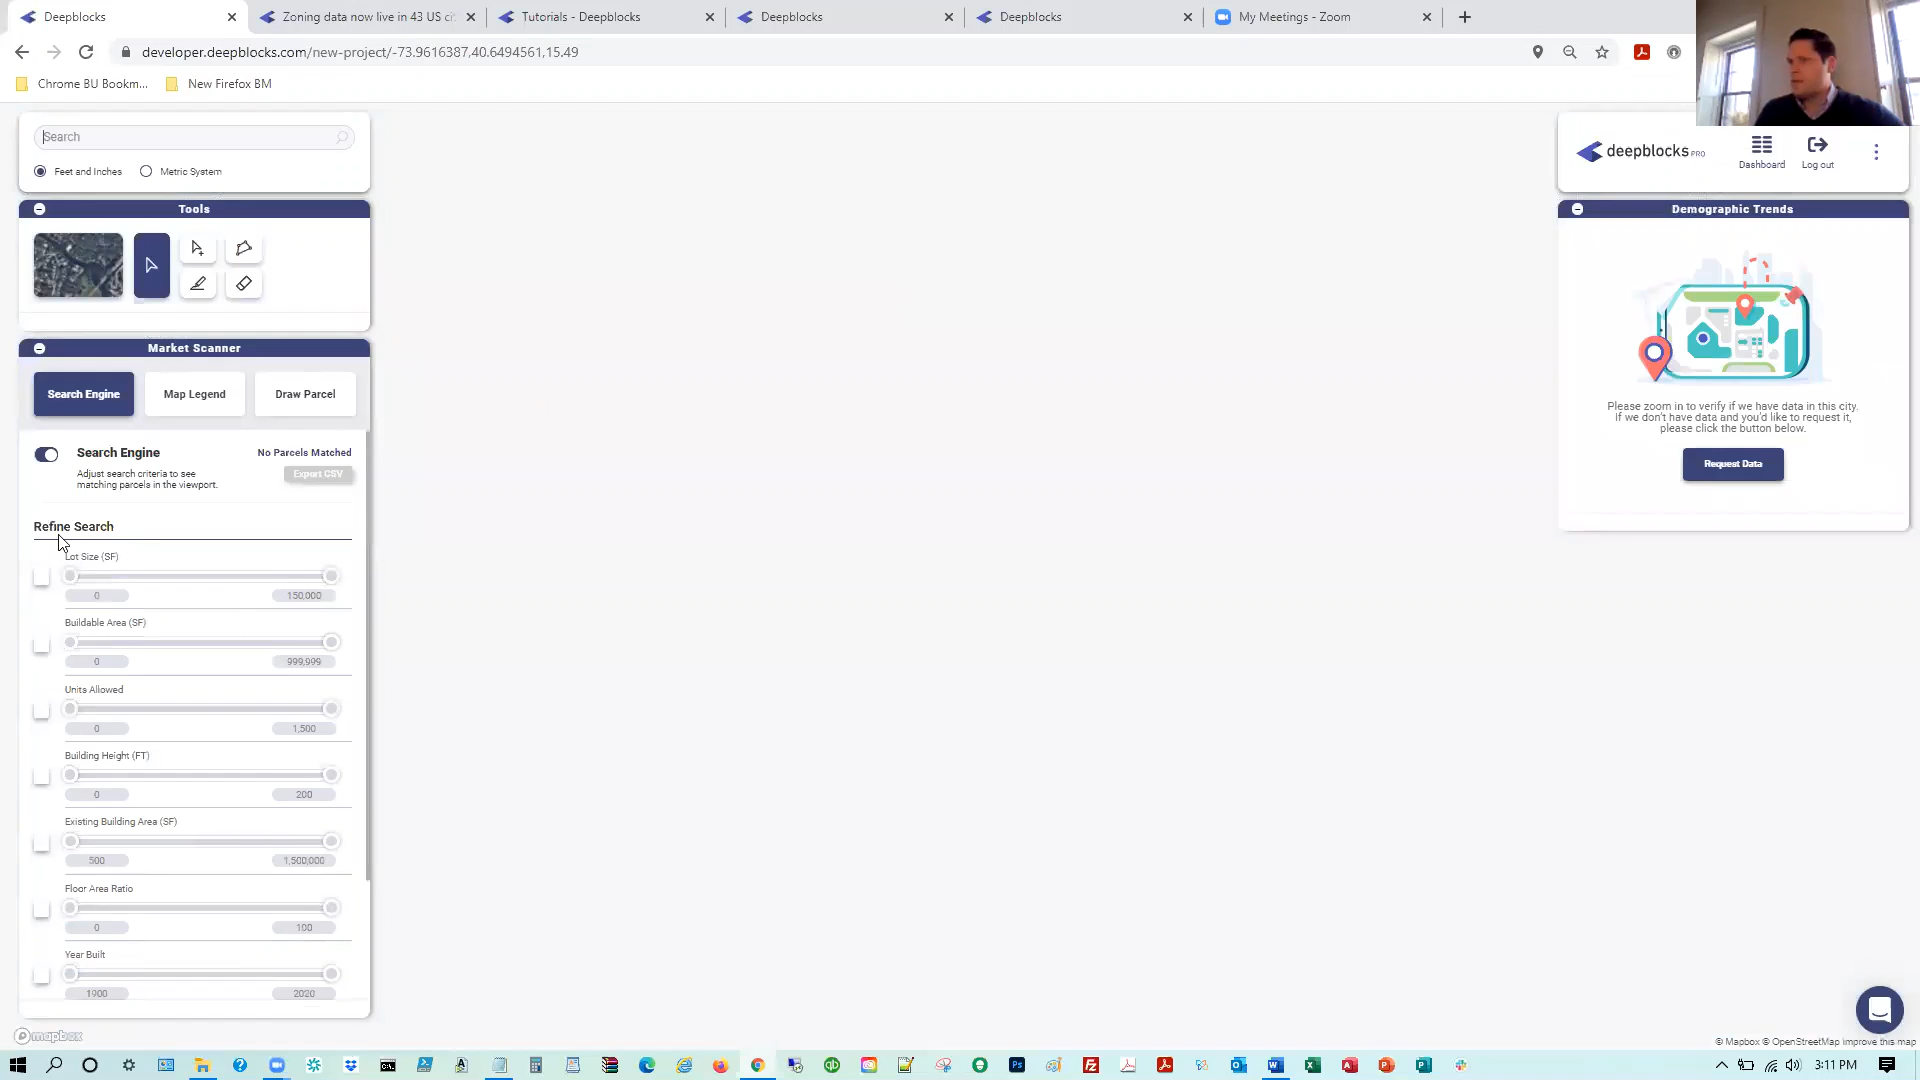 Deepblocks
Zoning data now live in 43 US ci
Tutorials - Deepblocks
Deepblocks
Deepblocks
My Meetings - Zoom
developer.deepblocks.com/new-project/-73.9616387,40.6494561,15.49
Chrome BU Bookm...
New Firefox BM
Search
Feet and Inches
Metric System
Tools
Market Scanner
Search Engine
Map Legend
Draw Parcel
Search Engine
No Parcels Matched
Adjust search criteria to see
matching parcels in the viewport.
Export CSV
Refine Search
Lot Size (SF)
0
150,000
Buildable Area (SF)
0
999,999
Units Allowed
0
1,500
Building Height (FT)
0
200
Existing Building Area (SF)
500
1,500,000
Floor Area Ratio
0
100
Year Built
1900
2020
mapbox
deepblocks PRO
Dashboard
Log out
Demographic Trends
Please zoom in to verify if we have data in this city.
If we don't have data and you'd like to request it,
please click the button below.
Request Data
© Mapbox © OpenStreetMap Improve this map
3:11 PM